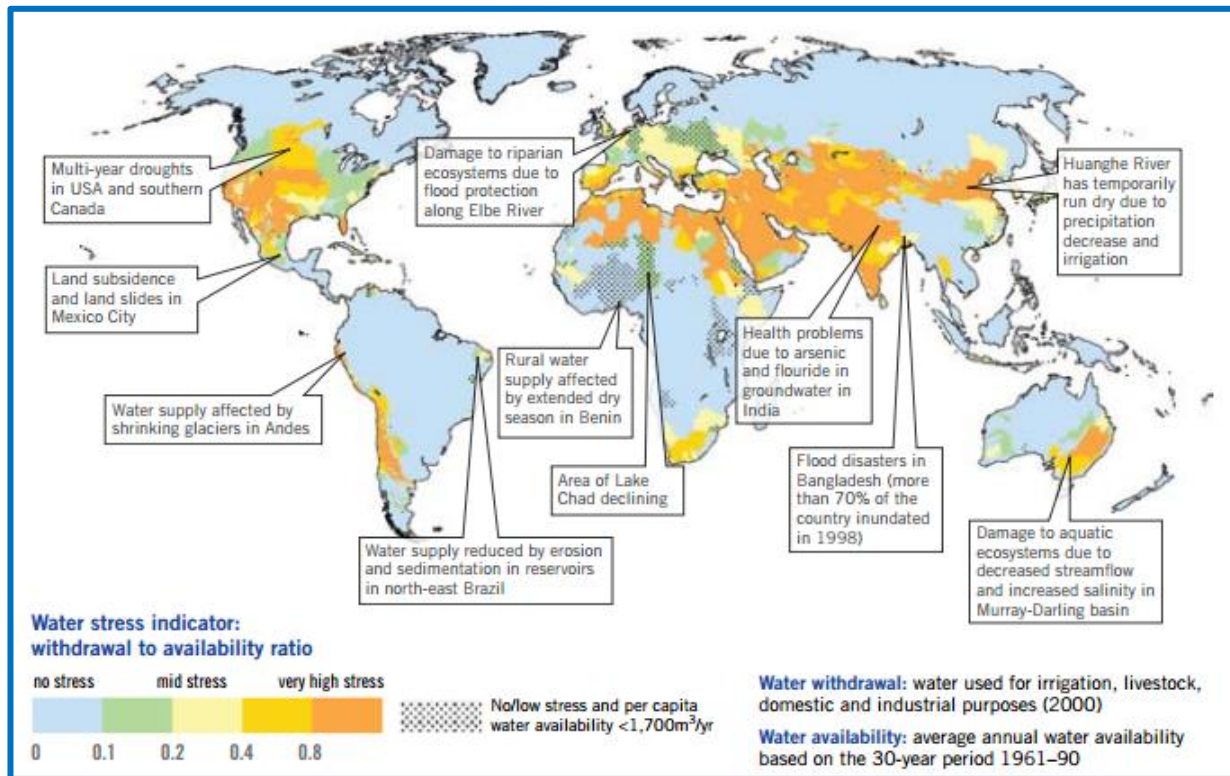 Multi-year droughts
in USA and southern
Canada
Damage to riparian
ecosystems due to
flood protection
along Elbe River
Huanghe River
has temporarily
run dry due to
precipitation
decrease and
irrigation
Land subsidence
and land slides in
Mexico City
Water supply affected by
shrinking glaciers in Andes
Rural water
supply affected
by extended dry
season in Benin
Health problems
due to arsenic
and flouride in
groundwater in
India
Area of Lake
Chad declining
Flood disasters in
Bangladesh (more
than 70% of the
country inundated
in 1998)
Water supply reduced by erosion
and sedimentation in reservoirs
in north-east Brazil
Damage to aquatic
ecosystems due to
decreased streamflow
and increased salinity in
Murray-Darling basin
Water stress indicator:
withdrawal to availability ratio
no stress mid stress very high stress
0 0.1 0.2 0.4 0.8
No/low stress and per capita
water availability <1,700m³/yr
Water withdrawal: water used for irrigation, livestock,
domestic and industrial purposes (2000)
Water availability: average annual water availability
based on the 30-year period 1961–90